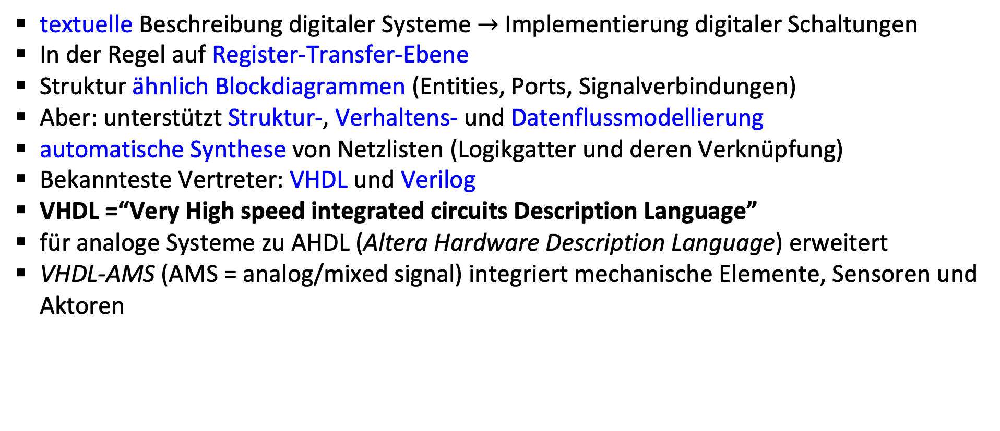 ▪ textuelle Beschreibung digitaler Systeme → Implementierung digitaler Schaltungen
▪ In der Regel auf Register-Transfer-Ebene
▪ Struktur ähnlich Blockdiagrammen (Entities, Ports, Signalverbindungen)
▪ Aber: unterstützt Struktur-, Verhaltens- und Datenflussmodellierung
▪ automatische Synthese von Netzlisten (Logikgatter und deren Verknüpfung)
▪ Bekannteste Vertreter: VHDL und Verilog
▪ VHDL =“Very High speed integrated circuits Description Language”
▪ für analoge Systeme zu AHDL (Altera Hardware Description Language) erweitert
▪ VHDL-AMS (AMS = analog/mixed signal) integriert mechanische Elemente, Sensoren und
Aktoren